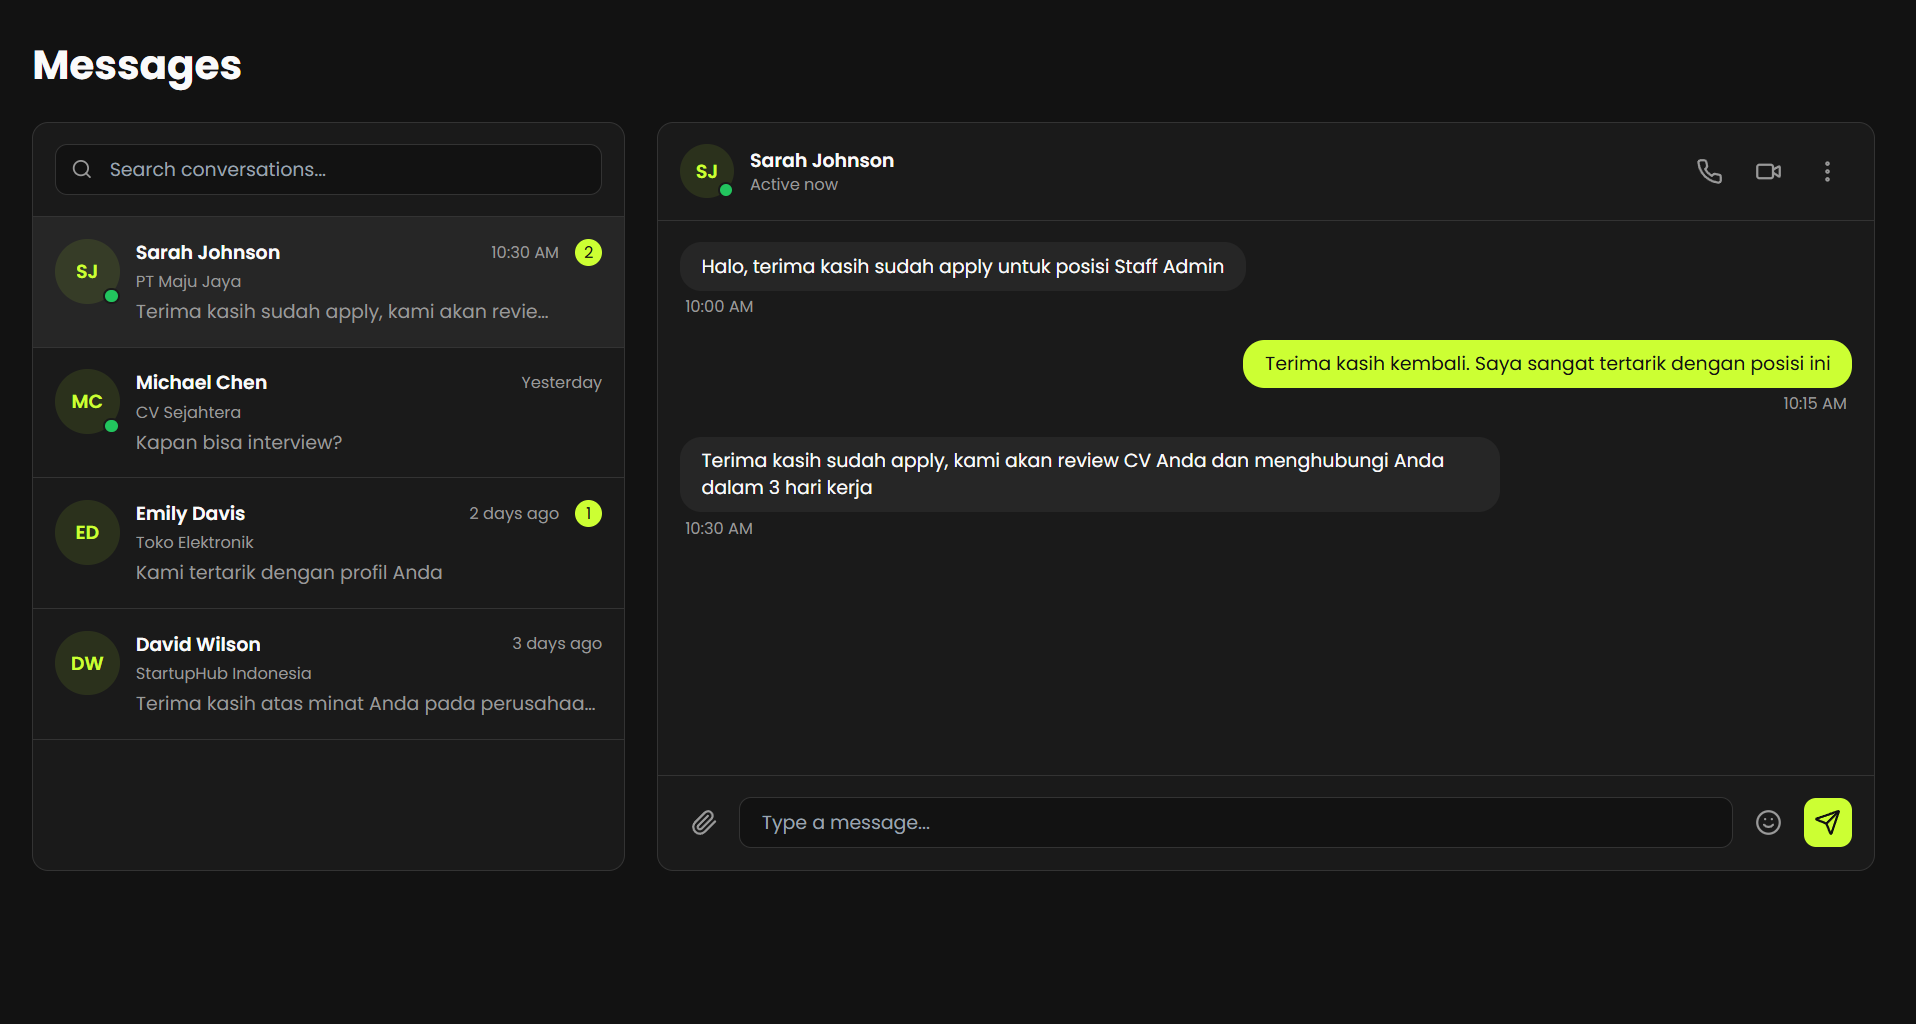 Messages
Search conversations...
SJ
Sarah Johnson
10:30 AM
2
PT Maju Jaya
Terima kasih sudah apply, kami akan revie...
MC
Michael Chen
Yesterday
CV Sejahtera
Kapan bisa interview?
ED
Emily Davis
2 days ago
1
Toko Elektronik
Kami tertarik dengan profil Anda
DW
David Wilson
3 days ago
StartupHub Indonesia
Terima kasih atas minat Anda pada perusahaa...
SJ
Sarah Johnson
Active now
Halo, terima kasih sudah apply untuk posisi Staff Admin
10:00 AM
Terima kasih kembali. Saya sangat tertarik dengan posisi ini
10:15 AM
Terima kasih sudah apply, kami akan review CV Anda dan menghubungi Anda
dalam 3 hari kerja
10:30 AM
Type a message...